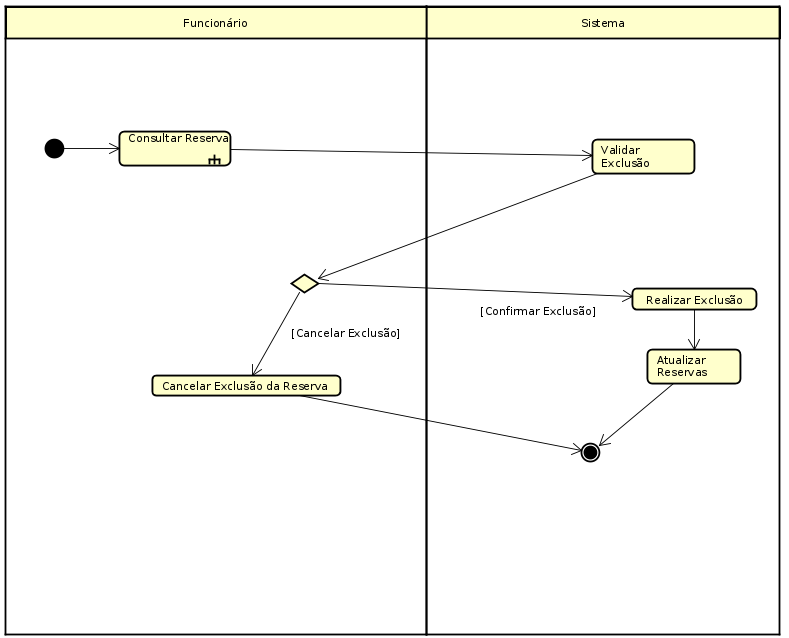 Funcionário
Sistema
Consultar Reserva
Validar
Exclusão
Realizar Exclusão
[Confirmar Exclusão]
[Cancelar Exclusão]
Atualizar
Reservas
Cancelar Exclusão da Reserva